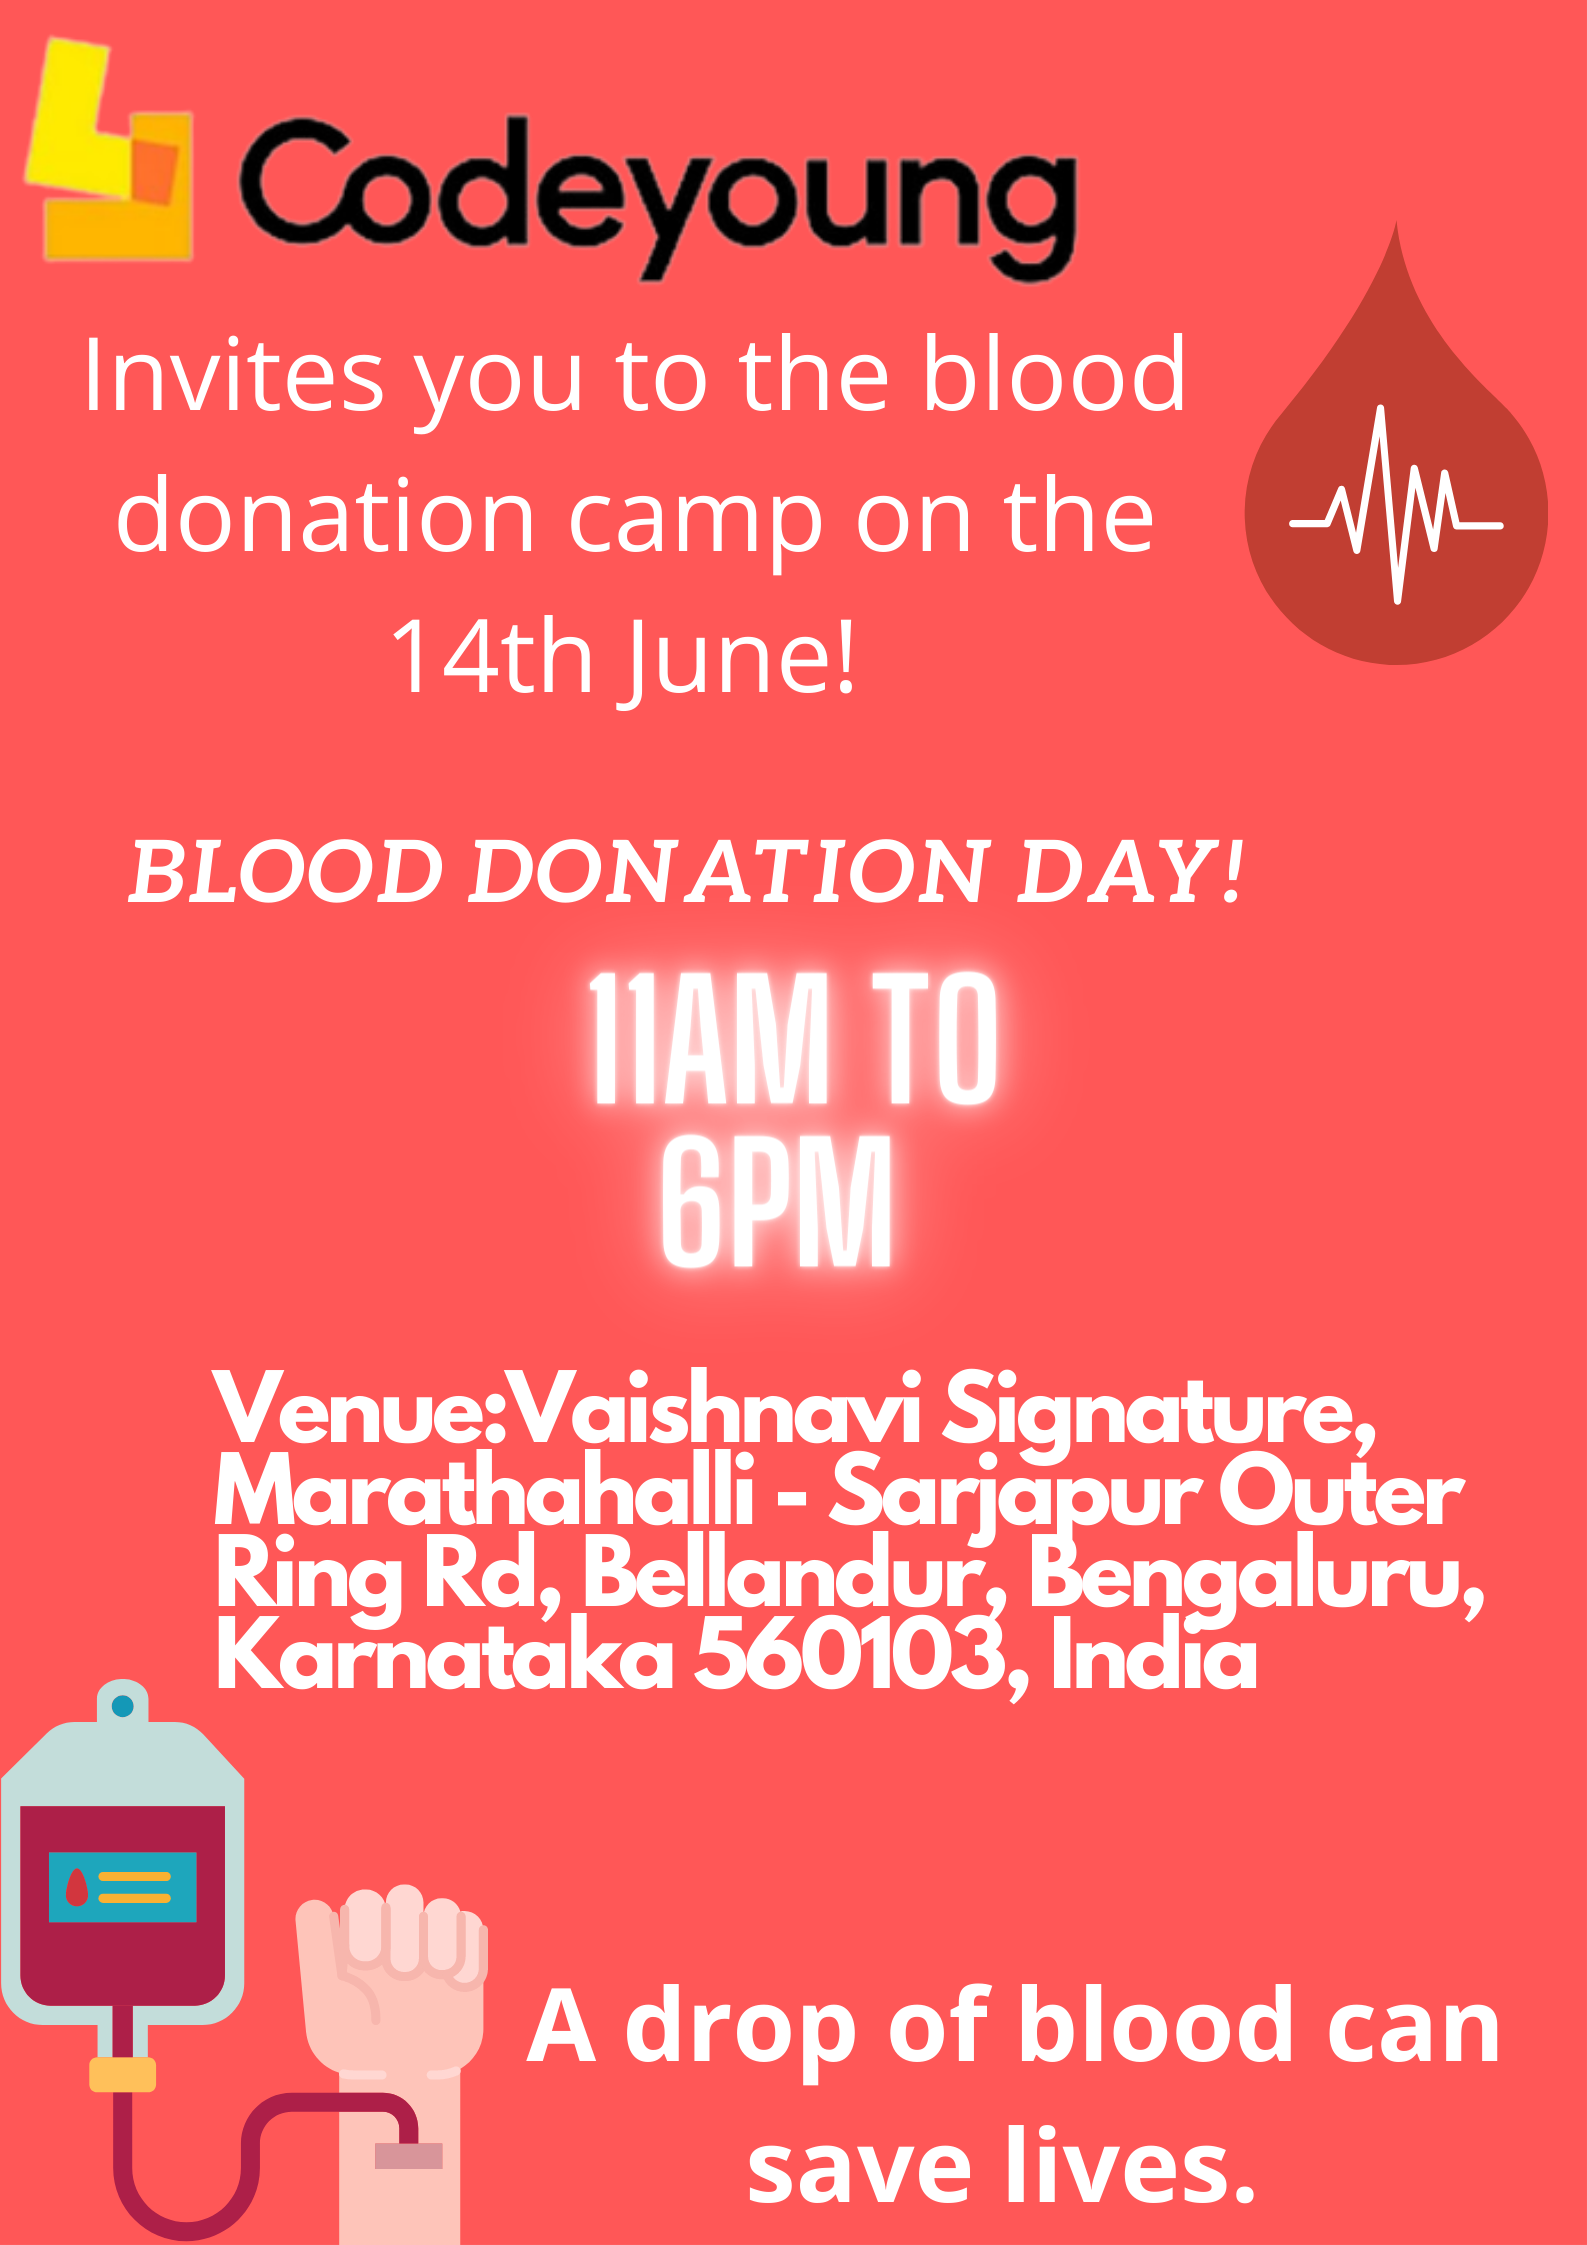 Codeyoung
Invites you to the blood
donation camp on the
14th June!
BLOOD DONATION DAY!
11AM TO
6PM
Venue:Vaishnavi Signature,
Marathahalli - Sarjapur Outer
Ring Rd, Bellandur, Bengaluru,
Karnataka 560103, India
A drop of blood can
save lives.